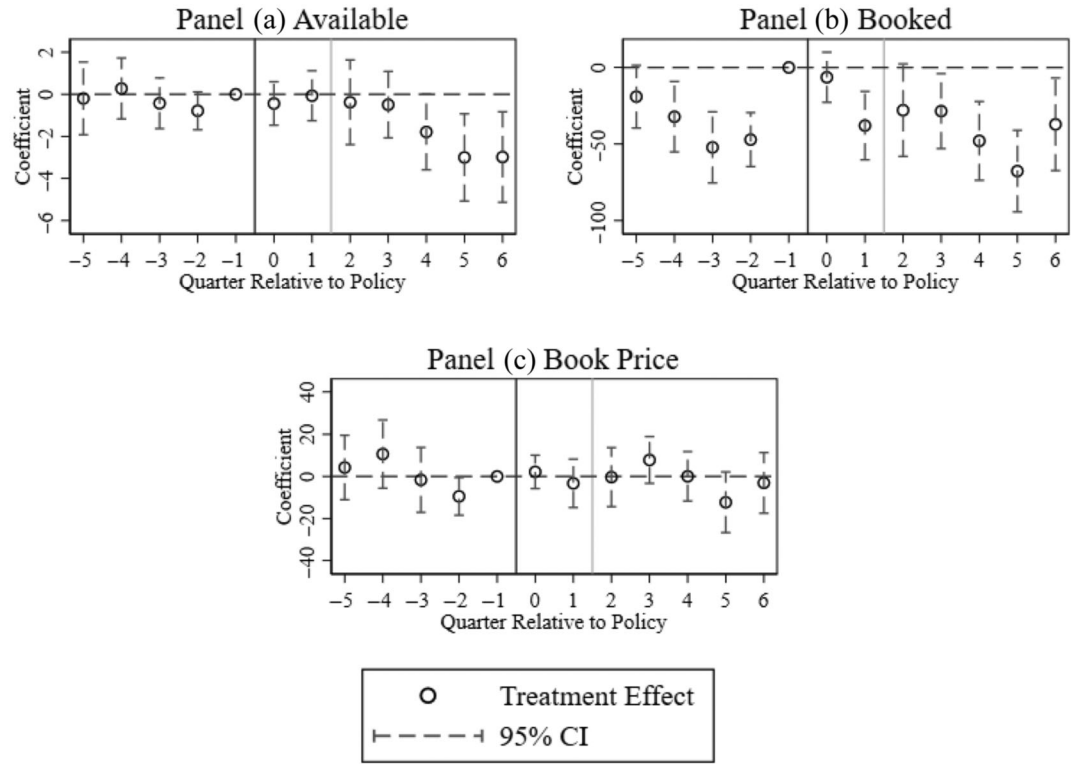 Panel (a) Available
Coefficient
2
0
−2
−4
−6
−5 −4 −3 −2 −1 0 1 2 3 4 5 6
Quarter Relative to Policy
Panel (b) Booked
Coefficient
0
−50
−100
−5 −4 −3 −2 −1 0 1 2 3 4 5 6
Quarter Relative to Policy
Panel (c) Book Price
Coefficient
40
20
0
−20
−40
−5 −4 −3 −2 −1 0 1 2 3 4 5 6
Quarter Relative to Policy
Treatment Effect
95% CI